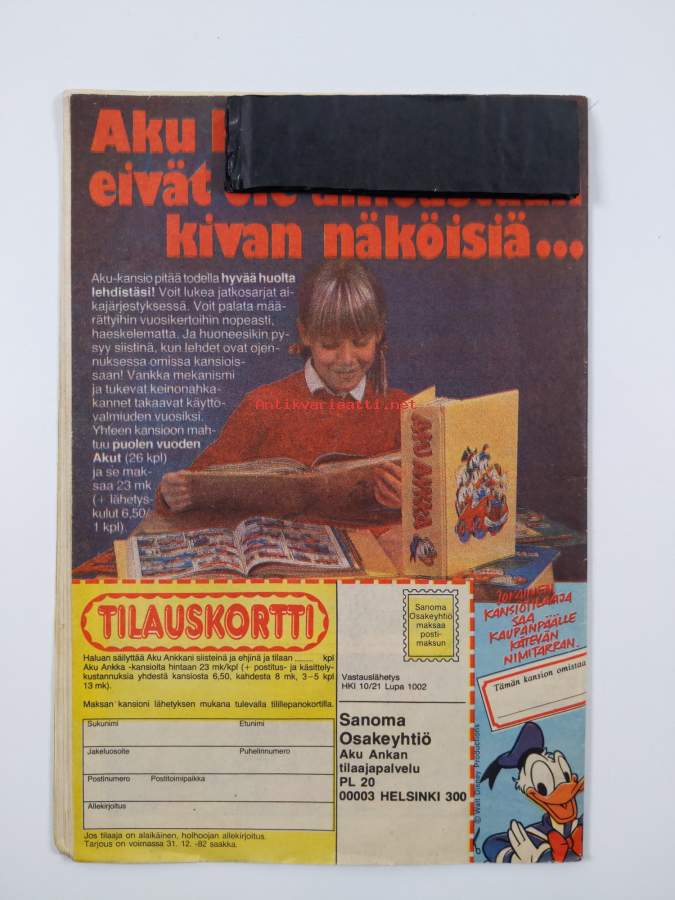 Aku
eivät
kivan näköisiä...
Aku-kansio pitää todella hyvää huolta
lehdistäsi! Voit lukea jatkosarjat ai-
kajärjestyksessä. Voit palata mää-
rättyihin vuosikertoihin nopeasti,
haeskelematta. Ja huoneesikin py-
syy siistinä, kun lehdet ovat ojen-
nuksessa omissa kansiois-
saan! Vankka mekanismi
ja tukevat keinonahka-
kannet takaavat käyttö-
valmiuden vuosiksi.
Yhteen kansioon mah-
tuu puolen vuoden
Akut (26 kpl)
ja se mak-
saa 23 mk
(+ lähetys-
kulut 6,50/
1 kpl).
Antikvariaatti.net
AKU ANKKA
TILAUSKORTTI
Haluan säilyttää Aku Ankkani siisteinä ja ehjinä ja tilaan ...... kpl
Aku Ankka -kansioita hintaan 23 mk/kpl (+ postitus- ja käsittely-
kustannuksia yhdestä kansiosta 6,50, kahdesta 8 mk, 3–5 kpl
13 mk).
Maksan kansioni lähetyksen mukana tulevalla tilillepanokortilla.
Sukunimi Etunimi
Jakeluosoite Puhelinnumero
Postinumero Postitoimipaikka
Allekirjoitus
Jos tilaaja on alaikäinen, holhoojan allekirjoitus.
Tarjous on voimassa 31. 12. -82 saakka.
Sanoma
Osakeyhtiö
maksaa
posti-
maksun
Vastauslähetys
HKI 10/21 Lupa 1002
Sanoma
Osakeyhtiö
Aku Ankan
tilaajapalvelu
PL 20
00003 HELSINKI 300
JOKAINEN
KANSIOTILAAJA
SAA
KAUPANPÄÄLLE
KÄTEVÄN
NIMITARRAN.
Tämän kansion omistaa
© Walt Disney Productions